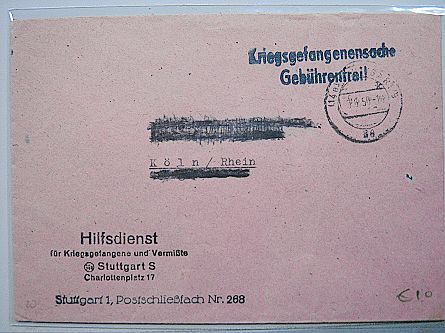 Kriegsgefangenensache
Gebührenfrei!
Köln/Rhein
Hilfsdienst
für Kriegsgefangene und Vermißte
Stuttgart S
Charlottenplatz 17
Stuttgart 1, Postschließfach Nr. 268
€10